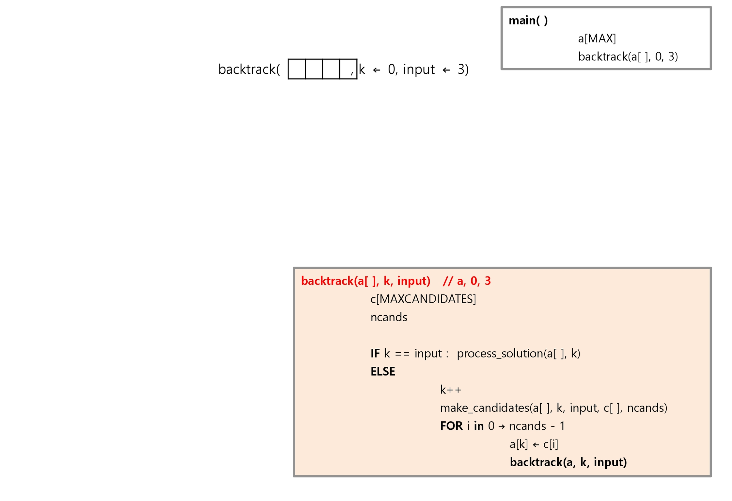 main( )
a[MAX]
backtrack(a[ ], 0, 3)
backtrack( , k ← 0, input ← 3)
backtrack(a[ ], k, input) // a, 0, 3
c[MAXCANDIDATES]
ncands
IF k == input : process_solution(a[ ], k)
ELSE
k++
make_candidates(a[ ], k, input, c[ ], ncands)
FOR i in 0 → ncands - 1
a[k] ← c[i]
backtrack(a, k, input)